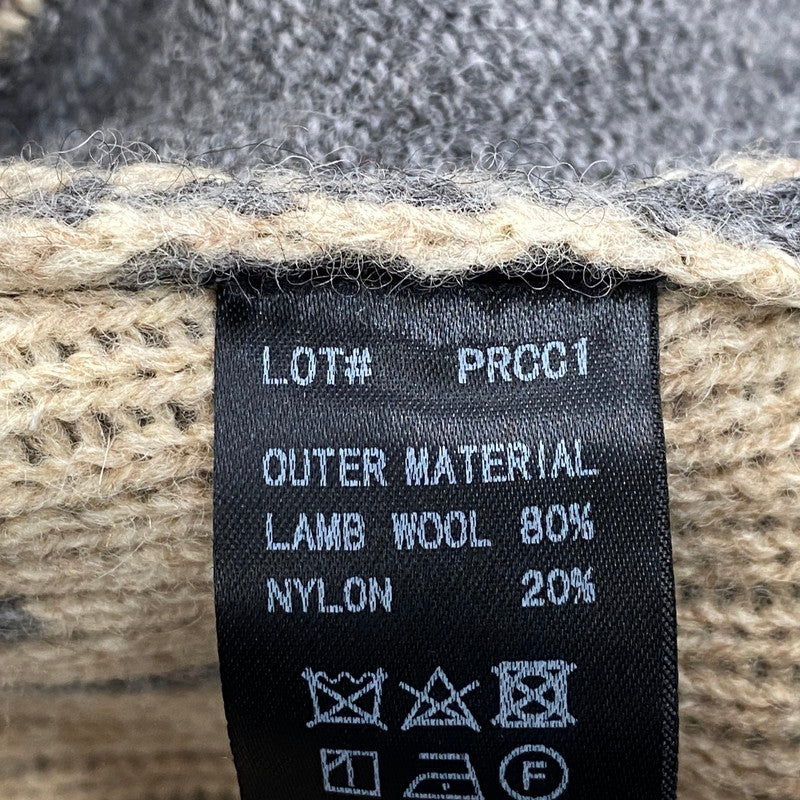 LOT# PRCC1
OUTER MATERIAL
LAMB WOOL 80%
NYLON 20%
F